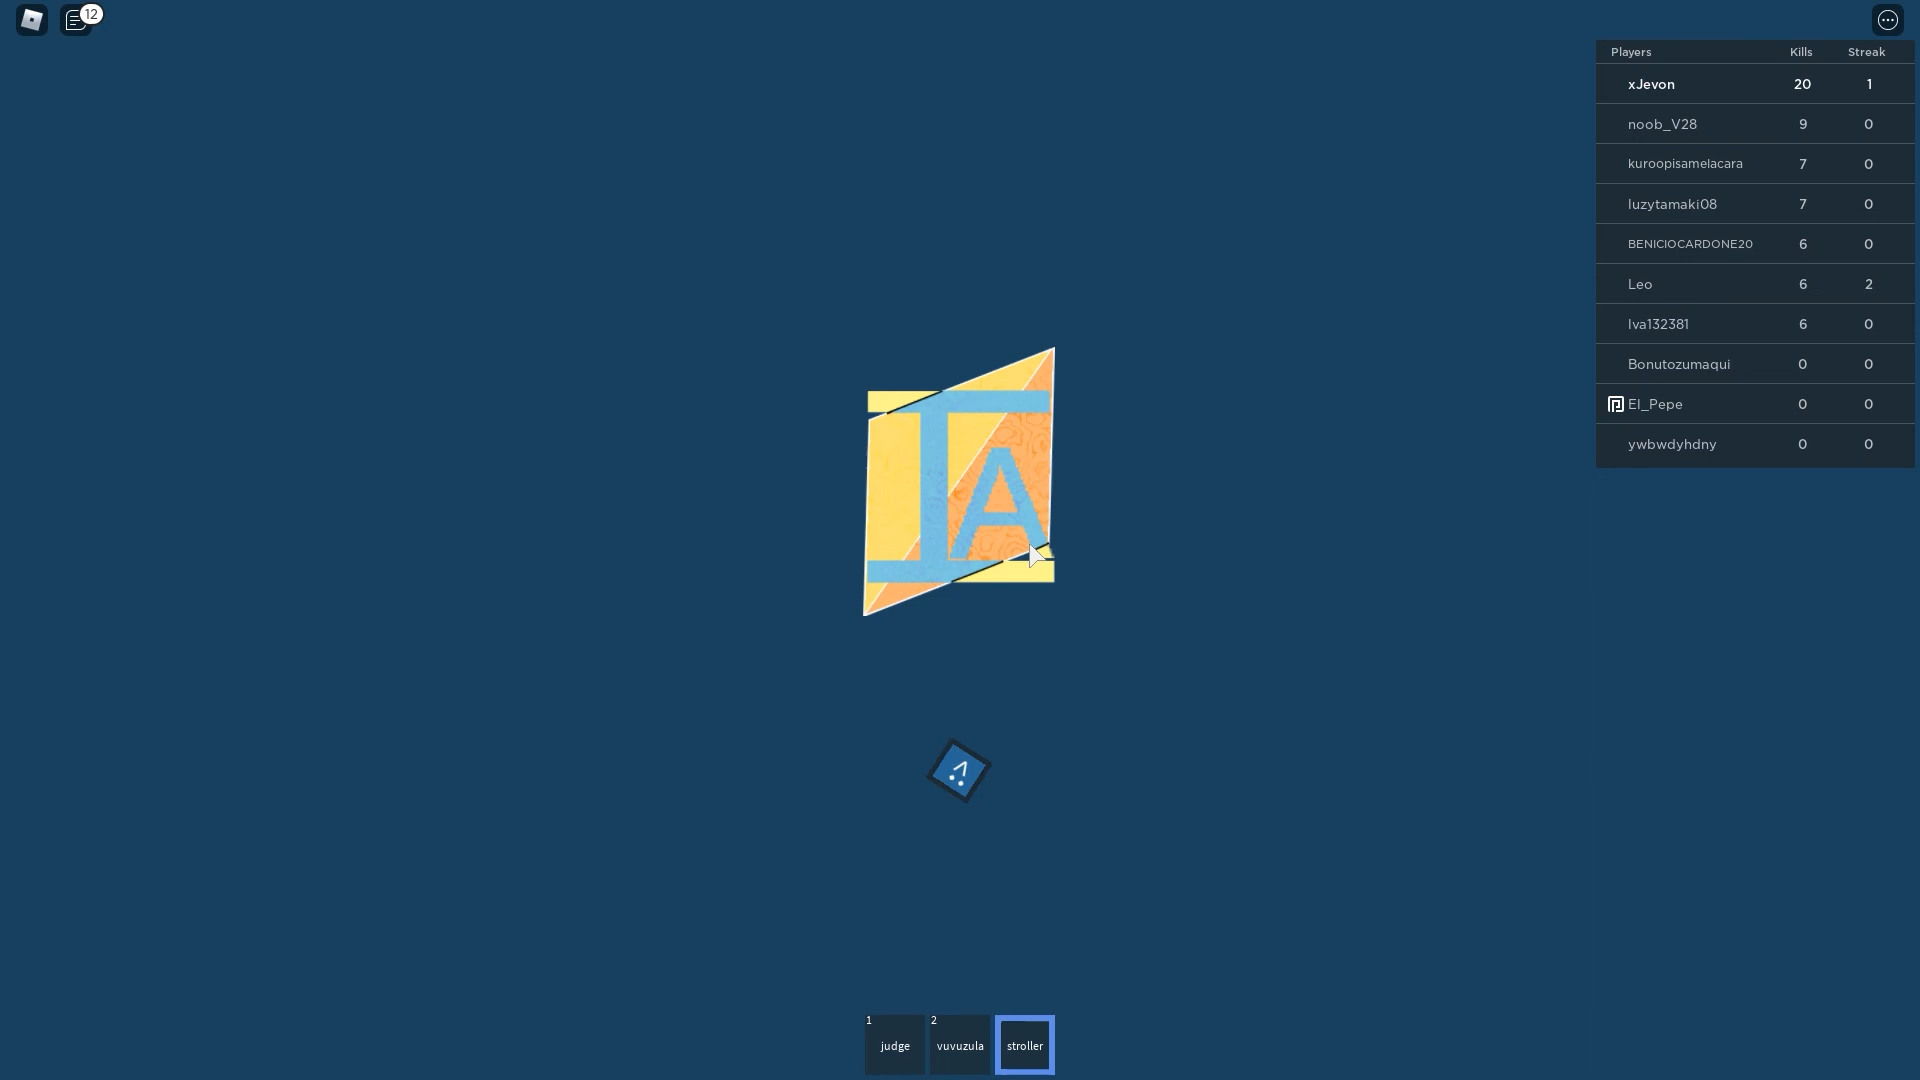 12
Players Kills Streak
xJevon 20 1
noob_V28 9 0
kuroopisamelacara 7 0
luzytamaki08 7 0
BENICIOCARDONE20 6 0
Leo 6 2
Iva132381 6 0
Bonutozumaqui 0 0
El_Pepe 0 0
ywbwdyhdny 0 0
IA
1 judge
2 vuvuzula
stroller